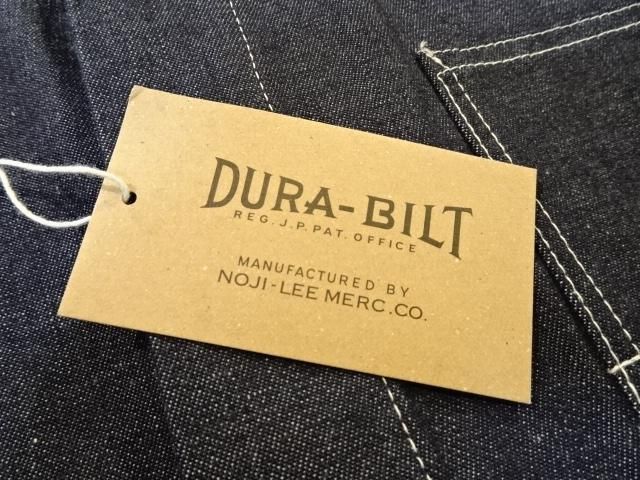 DURA-BILT
REG. J. P. PAT. OFFICE
MANUFACTURED BY
NOJI-LEE MERC. CO.